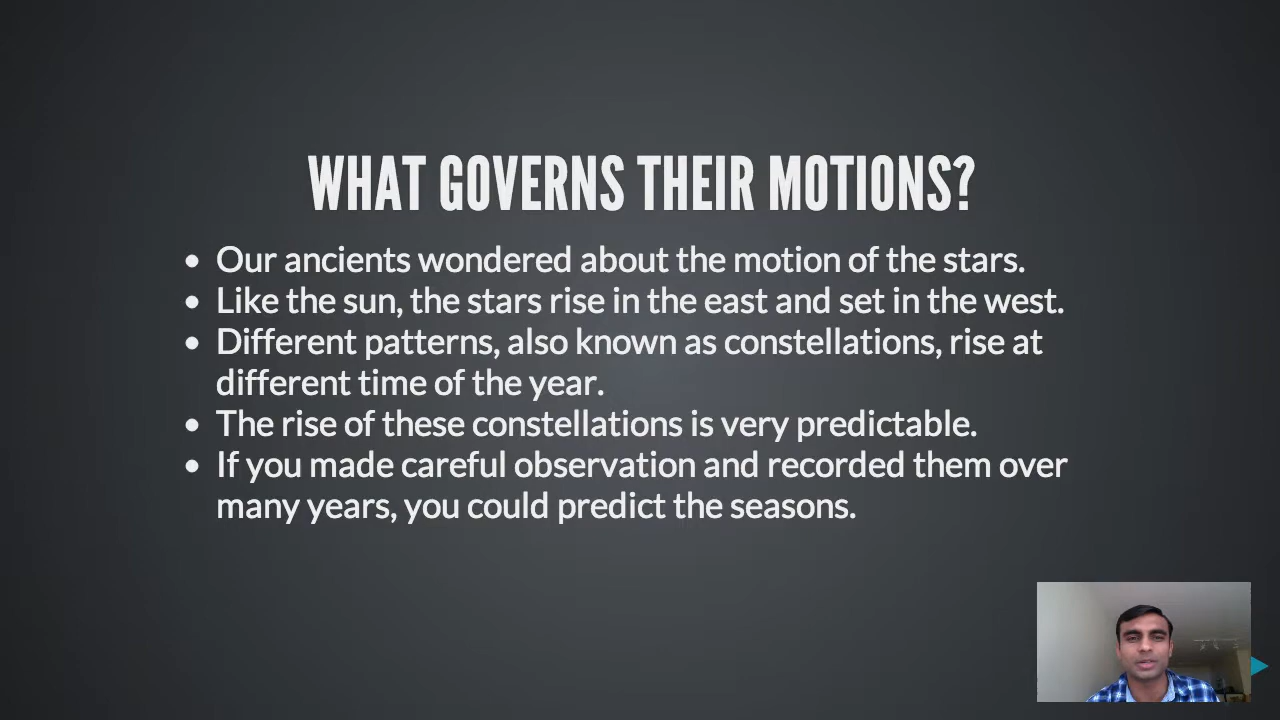 WHAT GOVERNS THEIR MOTIONS?
• Our ancients wondered about the motion of the stars.
• Like the sun, the stars rise in the east and set in the west.
• Different patterns, also known as constellations, rise at
different time of the year.
• The rise of these constellations is very predictable.
• If you made careful observation and recorded them over
many years, you could predict the seasons.